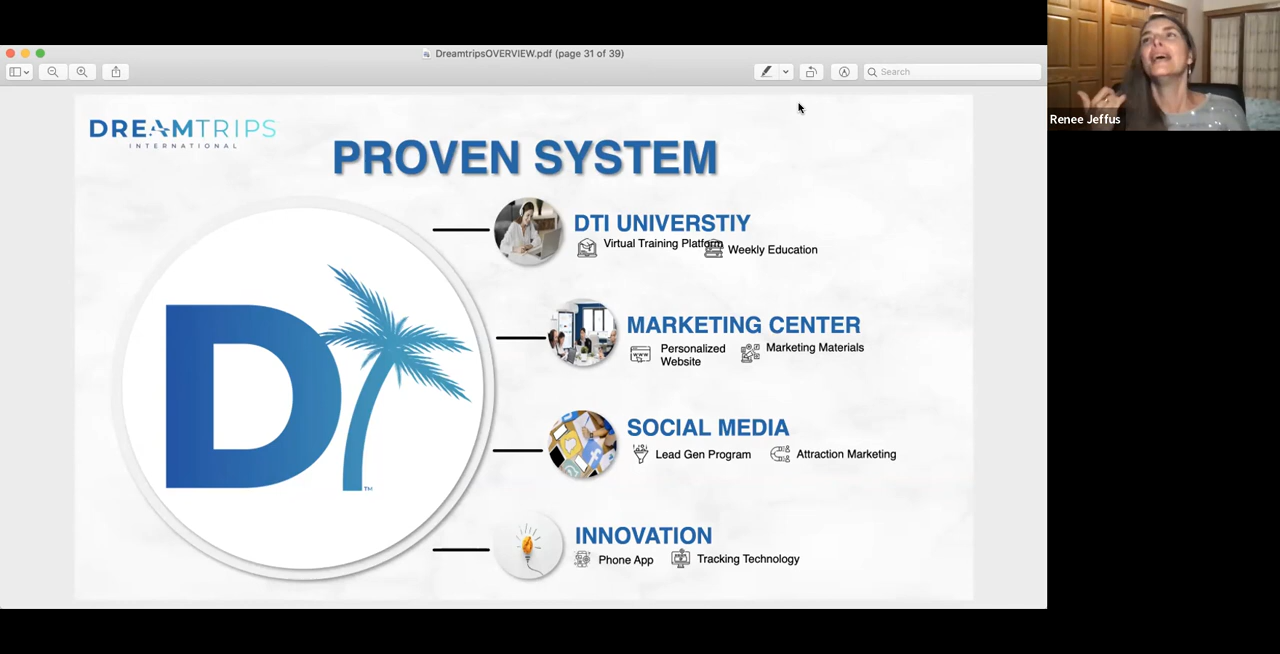 DreamtripsOVERVIEW.pdf (page 31 of 39)
Search
Renee Jeffus
DREAMTRIPS
INTERNATIONAL
PROVEN SYSTEM
DTI UNIVERSTIY
Virtual Training Platform
Weekly Education
MARKETING CENTER
Personalized
Website
Marketing Materials
WWW
SOCIAL MEDIA
Lead Gen Program
Attraction Marketing
D
TM
INNOVATION
Phone App
Tracking Technology